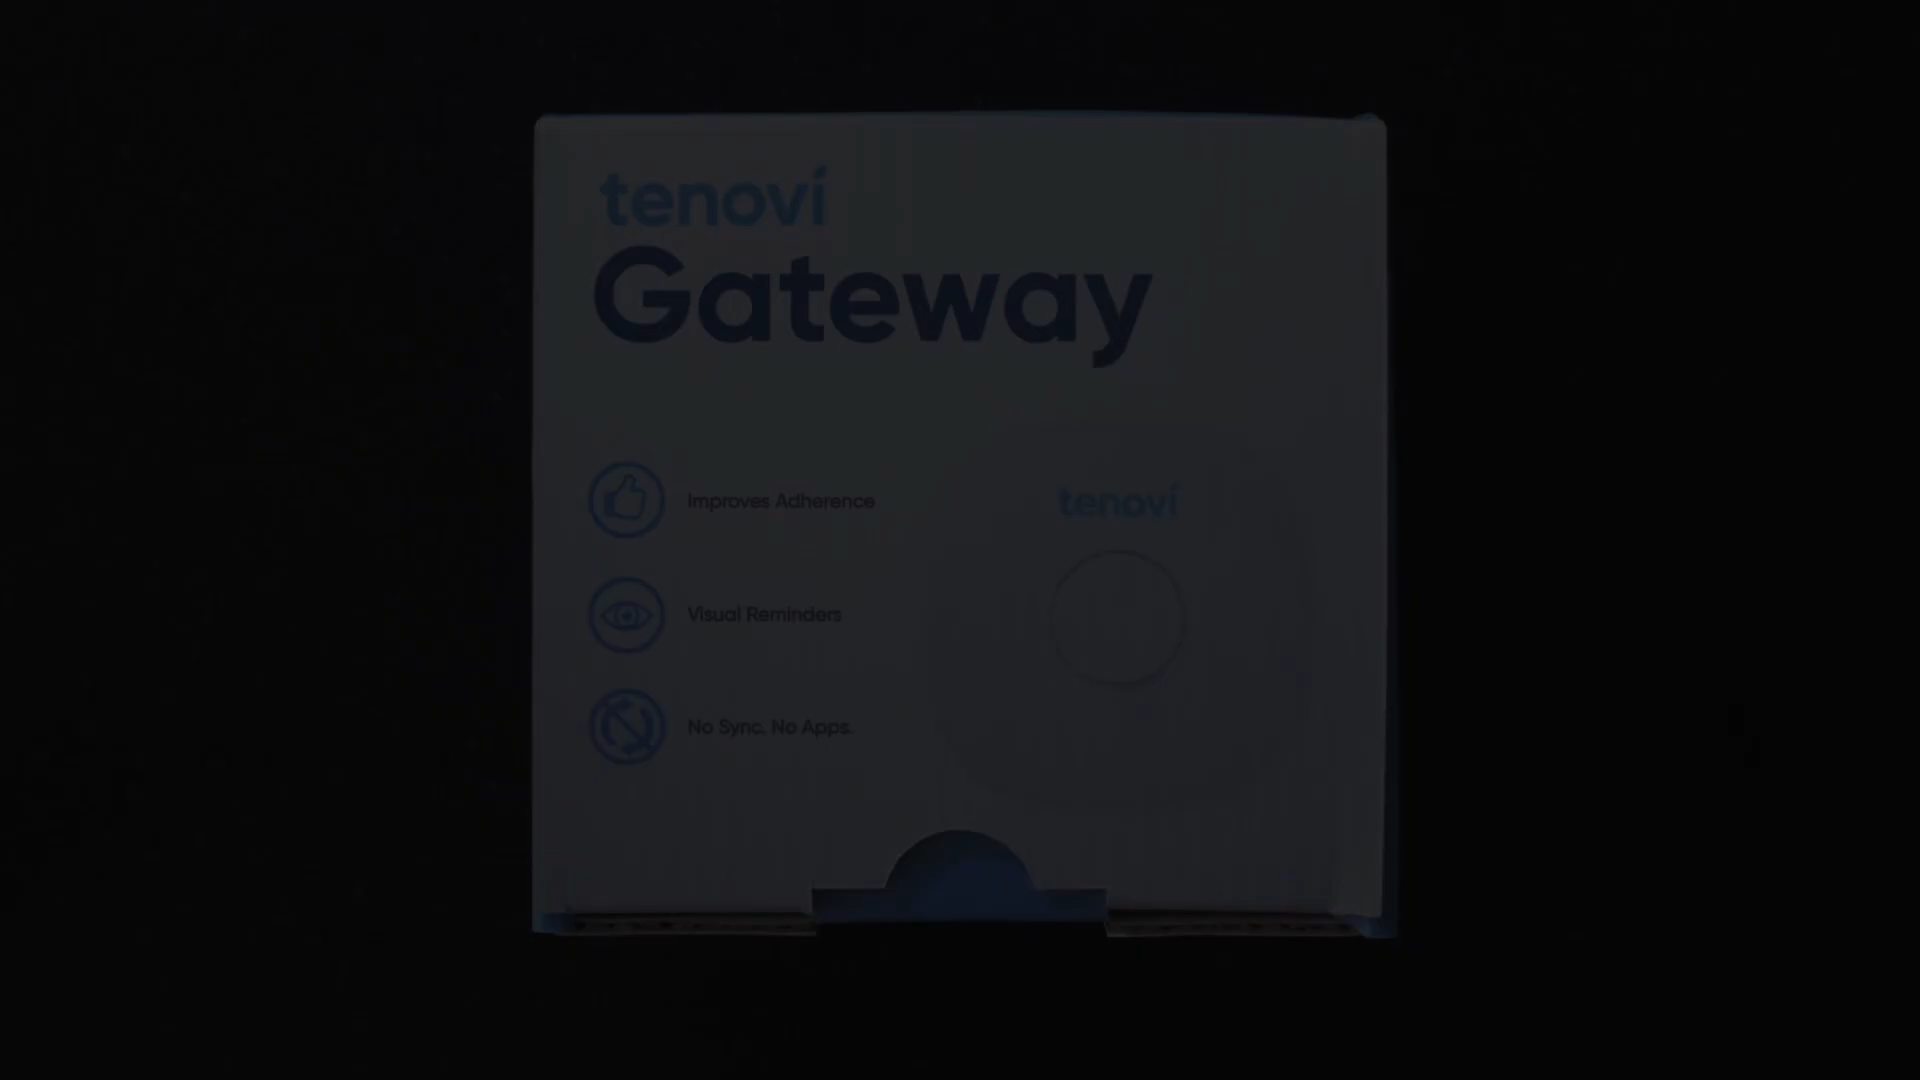 tenovi
Gateway
Improves Adherence
tenovi
Visual Reminders
No Sync. No Apps.